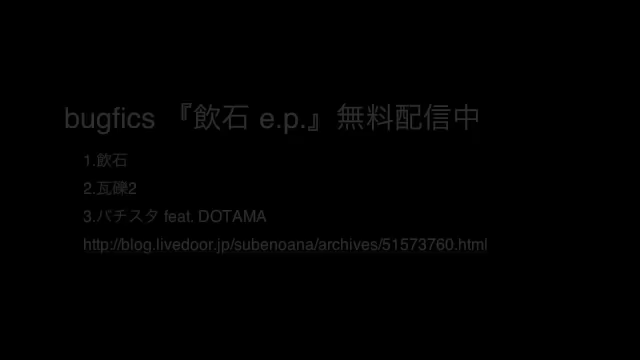 bugfics 『飲石 e.p.』無料配信中
1.飲石
2.瓦礫2
3.バチスタ feat. DOTAMA
http://blog.livedoor.jp/subenoana/archives/51573760.html